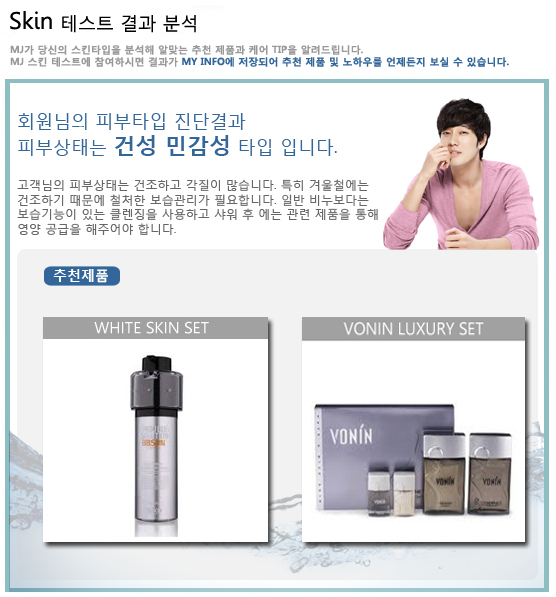 Skin 테스트 결과 분석
MJ가 당신의 스킨타입을 분석해 알맞는 추천 제품과 케어 TIP을 알려드립니다.
MJ 스킨 테스트에 참여하시면 결과가 MY INFO에 저장되어 추천 제품 및 노하우를 언제든지 보실 수 있습니다.
회원님의 피부타입 진단결과
피부상태는 건성 민감성 타입 입니다.
고객님의 피부상태는 건조하고 각질이 많습니다. 특히 겨울철에는
건조하기 때문에 철처한 보습관리가 필요합니다. 일반 비누보다는
보습기능이 있는 클렌징을 사용하고 샤워 후 에는 관련 제품을 통해
영양 공급을 해주어야 합니다.
추천제품
WHITE SKIN SET
VONIN LUXURY SET
VONİN
VONİN
VONİN